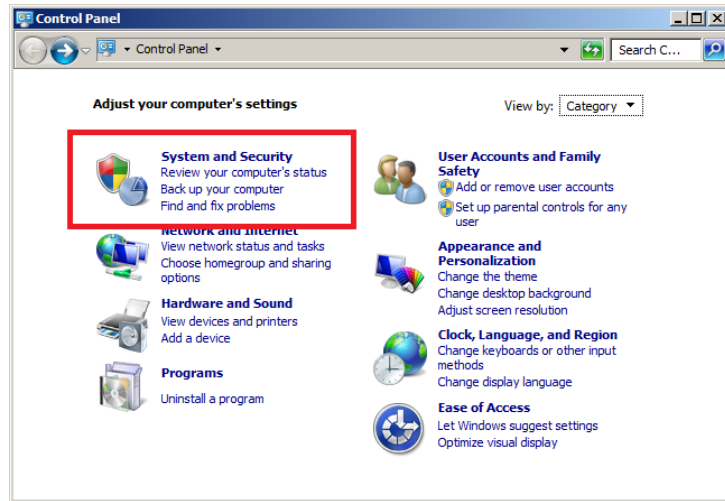 Control Panel
Control Panel
Search C...
Adjust your computer's settings
View by: Category
System and Security
Review your computer's status
Back up your computer
Find and fix problems
Network and Internet
View network status and tasks
Choose homegroup and sharing
options
Hardware and Sound
View devices and printers
Add a device
Programs
Uninstall a program
User Accounts and Family
Safety
Add or remove user accounts
Set up parental controls for any
user
Appearance and
Personalization
Change the theme
Change desktop background
Adjust screen resolution
Clock, Language, and Region
Change keyboards or other input
methods
Change display language
Ease of Access
Let Windows suggest settings
Optimize visual display